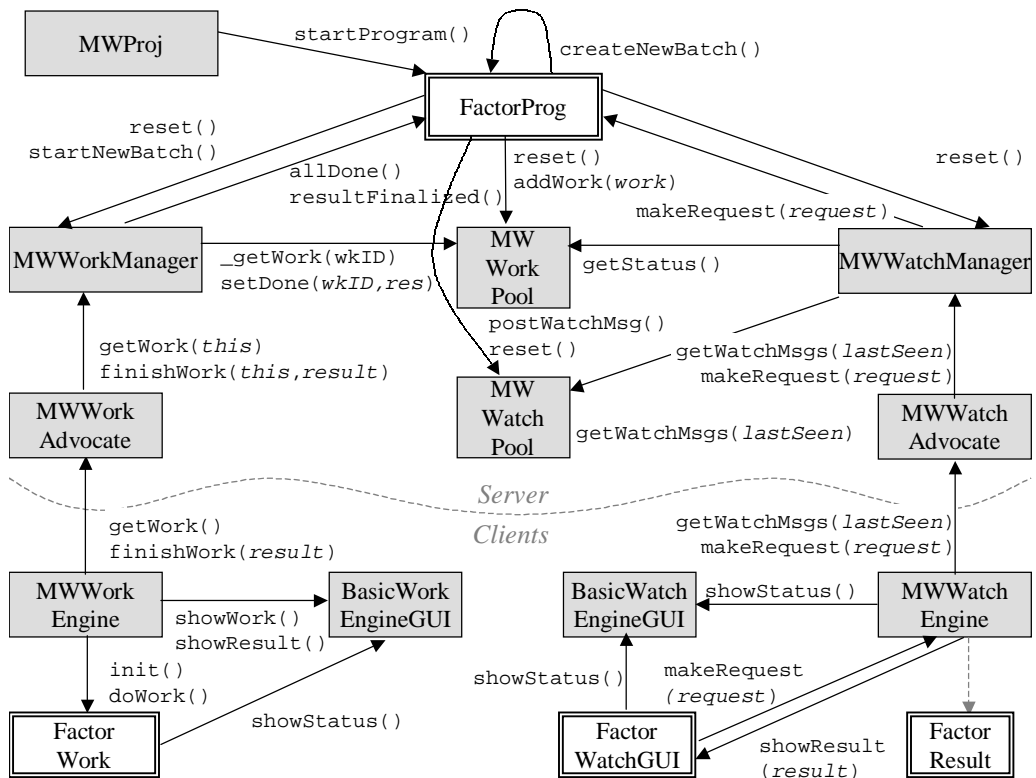 startProgram()
createNewBatch()
MWProj
FactorProg
reset()
startNewBatch()
allDone()
resultFinalized()
reset()
addWork(work)
reset()
makeRequest(request)
MWWorkManager
_getWork(wkID)
setDone(wkID,res)
MW
Work
Pool
getStatus()
MWWatchManager
postWatchMsg()
reset()
getWork(this)
finishWork(this,result)
getWatchMsgs(lastSeen)
makeRequest(request)
MWWork
Advocate
MW
Watch
Pool
getWatchMsgs(lastSeen)
MWWatch
Advocate
Server
Clients
getWork()
finishWork(result)
getWatchMsgs(lastSeen)
makeRequest(request)
MWWork
Engine
showWork()
showResult()
BasicWork
EngineGUI
BasicWatch
EngineGUI
showStatus()
MWWatch
Engine
init()
doWork()
showStatus()
showStatus()
makeRequest
(request)
Factor
Work
Factor
WatchGUI
showResult
(result)
Factor
Result